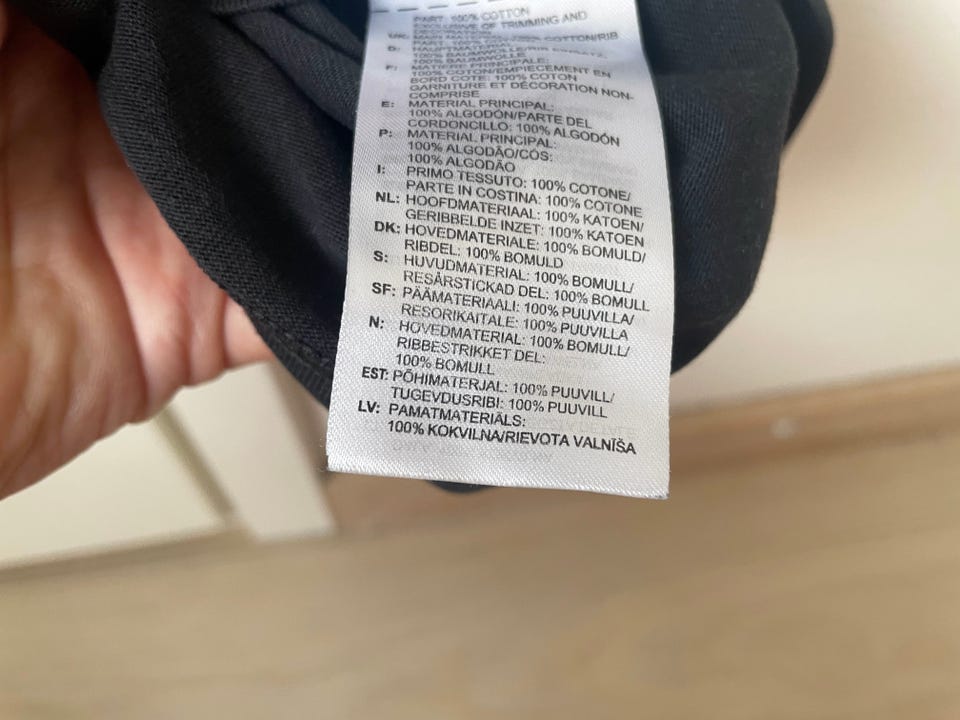 PART: 100% COTTON
EXCLUSIVE OF TRIMMING AND
DECORATION
COTTON/RIB
D: HAUPTMATERIAL:
100% BAUMWOLLE/RIB EINSATZ:
100% BAUMWOLLE
F: MATIERE PRINCIPALE:
100% COTON/EMPIECEMENT EN
BORD COTE: 100% COTON
GARNITURE ET DÉCORATION NON-
COMPRISE
E: MATERIAL PRINCIPAL:
100% ALGODÓN/PARTE DEL
CORDONCILLO: 100% ALGODÓN
P: MATERIAL PRINCIPAL:
100% ALGODÃO/CÓS:
100% ALGODÃO
I: PRIMO TESSUTO: 100% COTONE/
PARTE IN COSTINA: 100% COTONE
NL: HOOFDMATERIAAL: 100% KATOEN/
GERIBBELDE INZET: 100% KATOEN
DK: HOVEDMATERIALE: 100% BOMULD/
RIBDEL: 100% BOMULD
S: HUVUDMATERIAL: 100% BOMULL/
RESÅRSTICKAD DEL: 100% BOMULL
SF: PÄÄMATERIAALI: 100% PUUVILLA/
RESORIKAITALE: 100% PUUVILLA
N: HOVEDMATERIAL: 100% BOMULL/
RIBBESTRIKKET DEL:
100% BOMULL
EST: PÕHIMATERJAL: 100% PUUVILL/
TUGEVDUSRIBI: 100% PUUVILL
LV: PAMATMATERIĀLS:
100% KOKVILNA/RIEVOTA VALNĪŠA